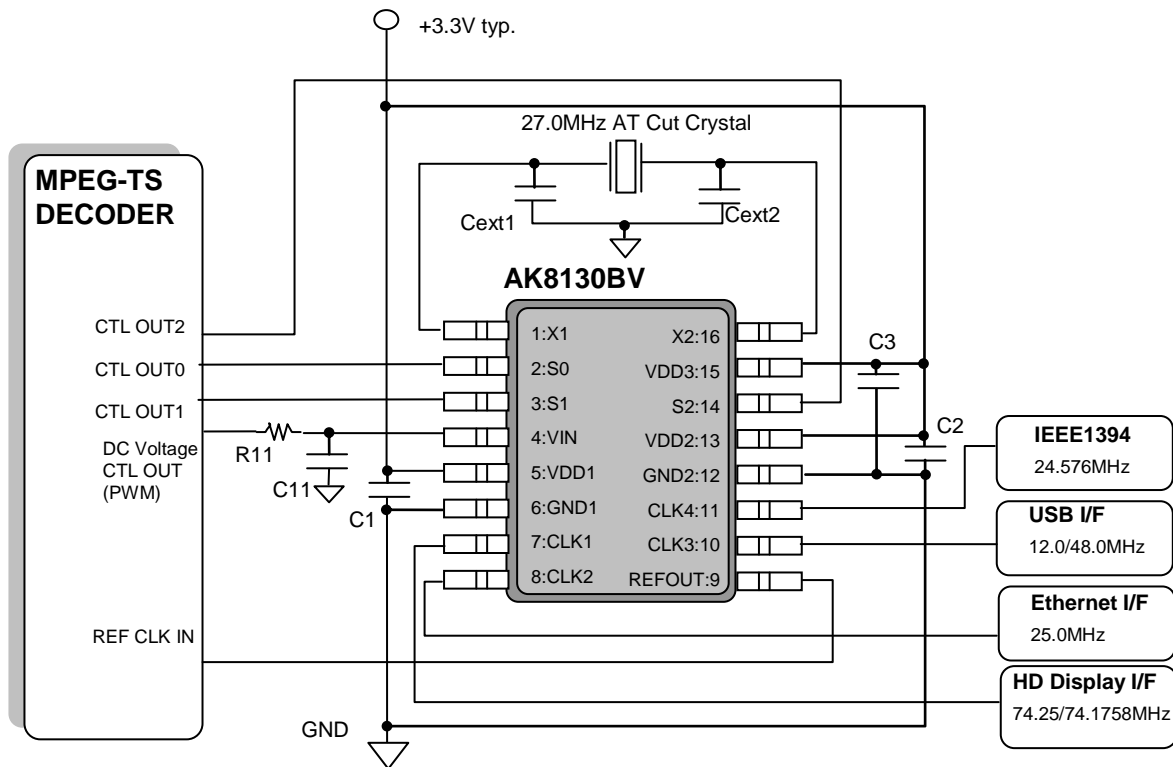 +3.3V typ.
27.0MHz AT Cut Crystal
MPEG-TS
DECODER
Cext1
Cext2
AK8130BV
CTL OUT2
CTL OUT0
CTL OUT1
DC Voltage
CTL OUT
(PWM)
REF CLK IN
R11
C11
C1
1:X1
2:S0
3:S1
4:VIN
5:VDD1
6:GND1
7:CLK1
8:CLK2
X2:16
VDD3:15
S2:14
VDD2:13
GND2:12
CLK4:11
CLK3:10
REFOUT:9
C3
C2
IEEE1394
24.576MHz
USB I/F
12.0/48.0MHz
Ethernet I/F
25.0MHz
HD Display I/F
74.25/74.1758MHz
GND